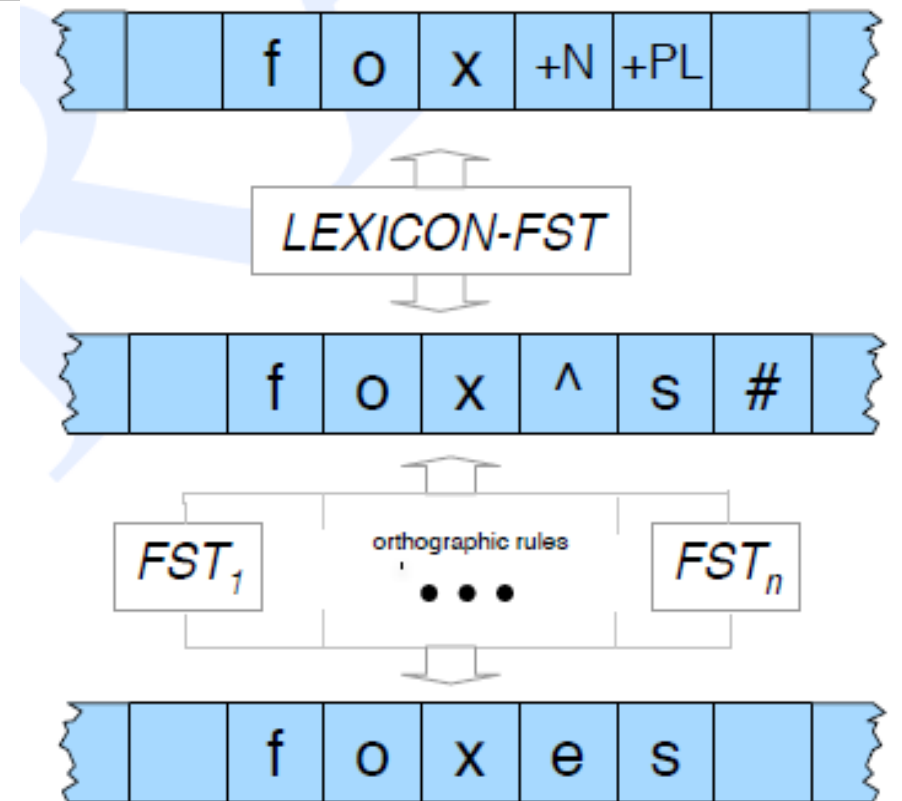 f o x +N +PL
LEXICON-FST
f o x ^ s #
FST1 orthographic rules FSTn
• • •
f o x e s